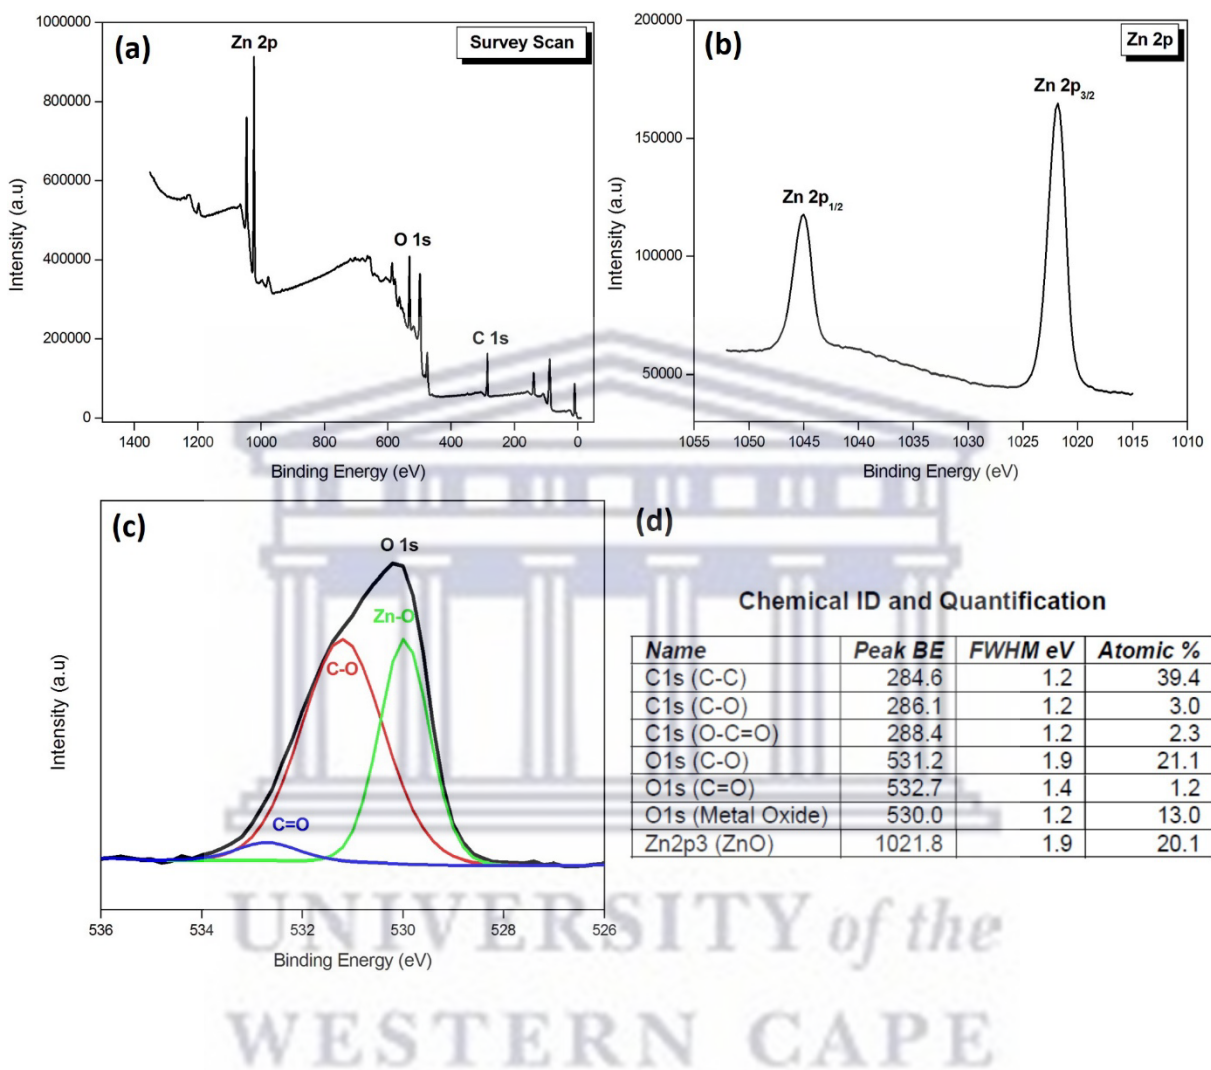 (a)
Survey Scan
Zn 2p
O 1s
C 1s
1000000
800000
600000
400000
200000
0
Intensity (a.u)
1400 1200 1000 800 600 400 200 0
Binding Energy (eV)
(b)
Zn 2p
Zn 2p3/2
Zn 2p1/2
200000
150000
100000
50000
Intensity (a.u)
1055 1050 1045 1040 1035 1030 1025 1020 1015 1010
Binding Energy (eV)
(c)
O 1s
Zn-O
C-O
C=O
Intensity (a.u)
536 534 532 530 528 526
Binding Energy (eV)
(d)
Chemical ID and Quantification
Name Peak BE FWHM eV Atomic %
C1s (C-C) 284.6 1.2 39.4
C1s (C-O) 286.1 1.2 3.0
C1s (O-C=O) 288.4 1.2 2.3
O1s (C-O) 531.2 1.9 21.1
O1s (C=O) 532.7 1.4 1.2
O1s (Metal Oxide) 530.0 1.2 13.0
Zn2p3 (ZnO) 1021.8 1.9 20.1
UNIVERSITY of the
WESTERN CAPE